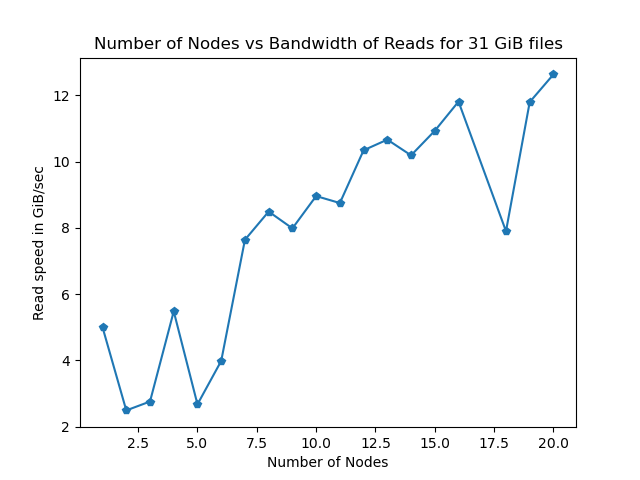 Number of Nodes vs Bandwidth of Reads for 31 GiB files
12
10
8
6
4
2
Read speed in GiB/sec
2.5 5.0 7.5 10.0 12.5 15.0 17.5 20.0
Number of Nodes